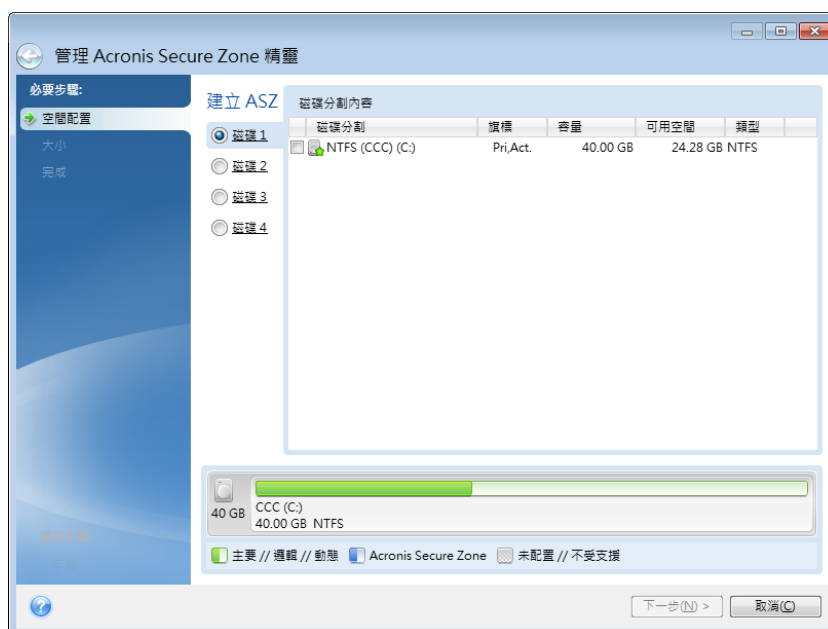 管理 Acronis Secure Zone 精靈
必要步驟:
空間配置
大小
完成
建立 ASZ
磁碟 1
磁碟 2
磁碟 3
磁碟 4
磁碟分割內容
磁碟分割 旗標 容量 可用空間 類型
NTFS (CCC) (C:) Pri,Act. 40.00 GB 24.28 GB NTFS
40 GB
CCC (C:)
40.00 GB NTFS
主要 // 邏輯 // 動態 Acronis Secure Zone 未配置 // 不受支援
下一步(N) > 取消(C)